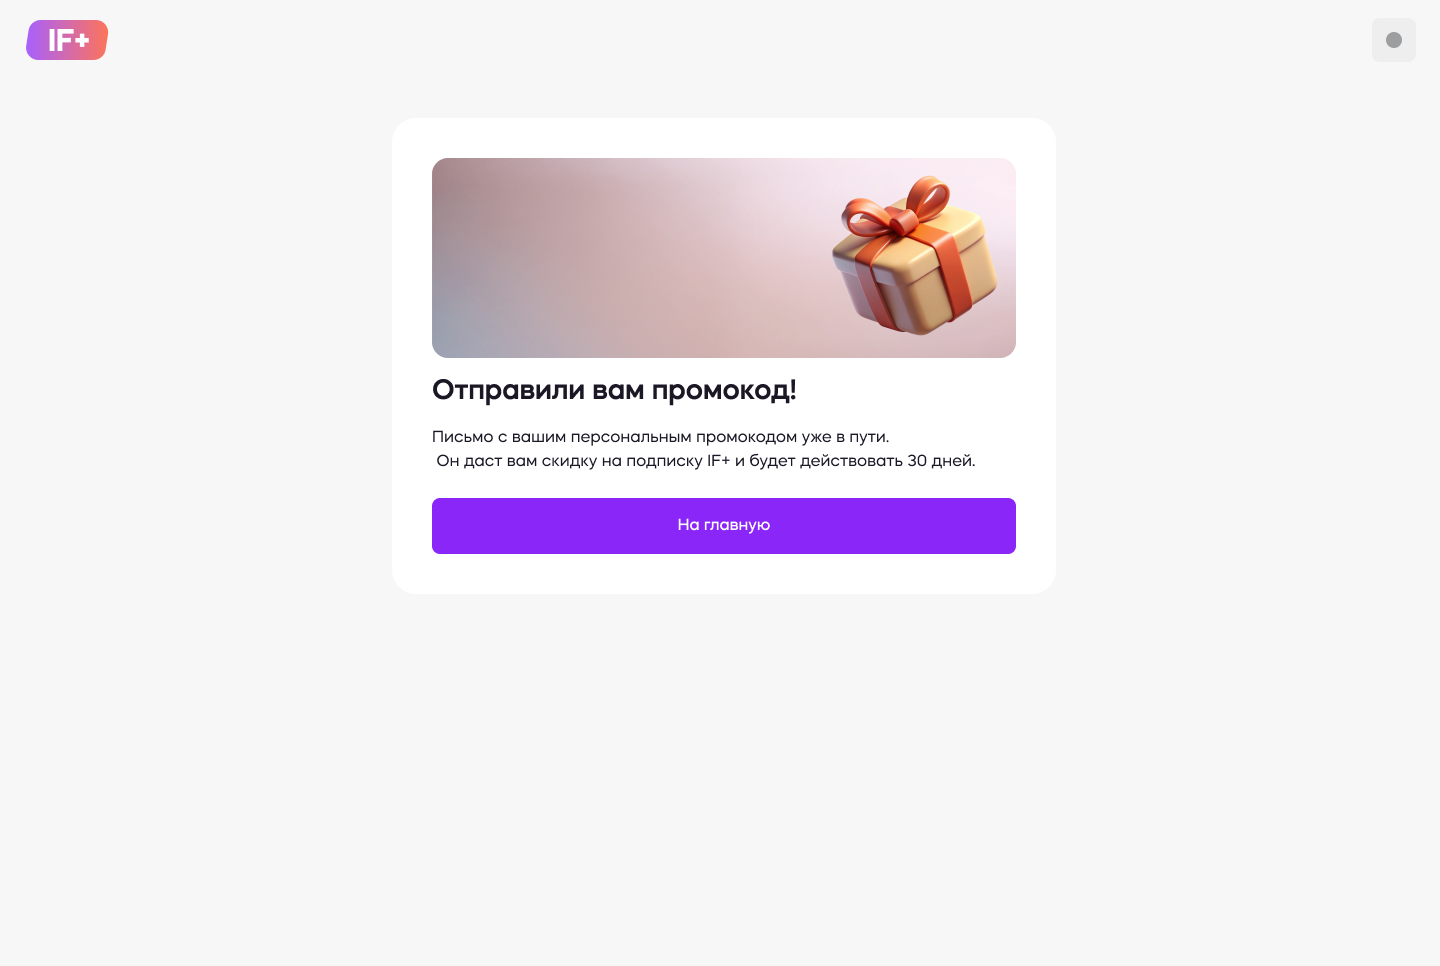 IF+
Отправили вам промокод!
Письмо с вашим персональным промокодом уже в пути.
Он даст вам скидку на подписку IF+ и будет действовать 30 дней.
На главную